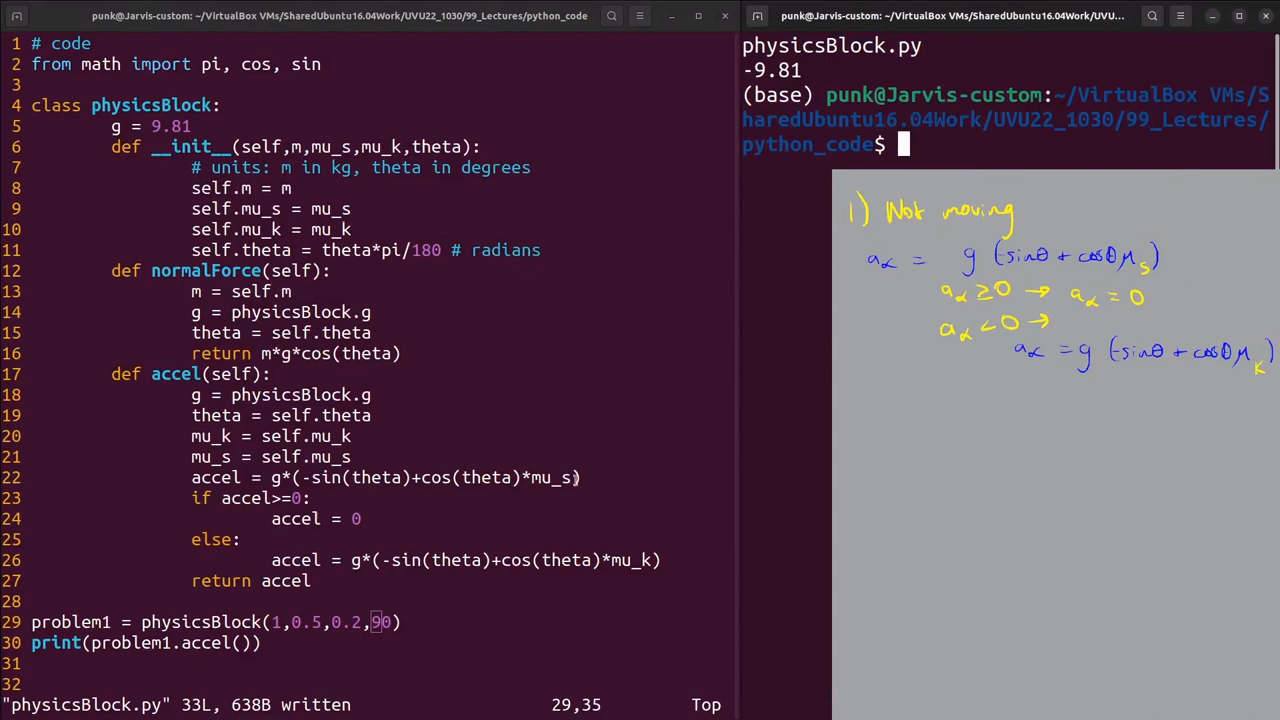 punk@Jarvis-custom: ~/VirtualBox VMs/SharedUbuntu16.04Work/UVU22_1030/99_Lectures/python_code
1 # code
2 from math import pi, cos, sin
3
4 class physicsBlock:
5 g = 9.81
6 def __init__(self,m,mu_s,mu_k,theta):
7 # units: m in kg, theta in degrees
8 self.m = m
9 self.mu_s = mu_s
10 self.mu_k = mu_k
11 self.theta = theta*pi/180 # radians
12 def normalForce(self):
13 m = self.m
14 g = physicsBlock.g
15 theta = self.theta
16 return m*g*cos(theta)
17 def accel(self):
18 g = physicsBlock.g
19 theta = self.theta
20 mu_k = self.mu_k
21 mu_s = self.mu_s
22 accel = g*(-sin(theta)+cos(theta)*mu_s)
23 if accel>=0:
24 accel = 0
25 else:
26 accel = g*(-sin(theta)+cos(theta)*mu_k)
27 return accel
28
29 problem1 = physicsBlock(1,0.5,0.2,90)
30 print(problem1.accel())
31
32
"physicsBlock.py" 33L, 638B written 29,35 Top
punk@Jarvis-custom: ~/VirtualBox VMs/SharedUbuntu16.04Work/UVU...
physicsBlock.py
-9.81
(base) punk@Jarvis-custom:~/VirtualBox VMs/S
haredUbuntu16.04Work/UVU22_1030/99_Lectures/
python_code$
1) Not moving
aₓ = g (-sinθ + cosθμₛ)
aₓ ≥ 0 → aₓ = 0
aₓ < 0 →
aₓ = g (-sinθ + cosθμₖ)